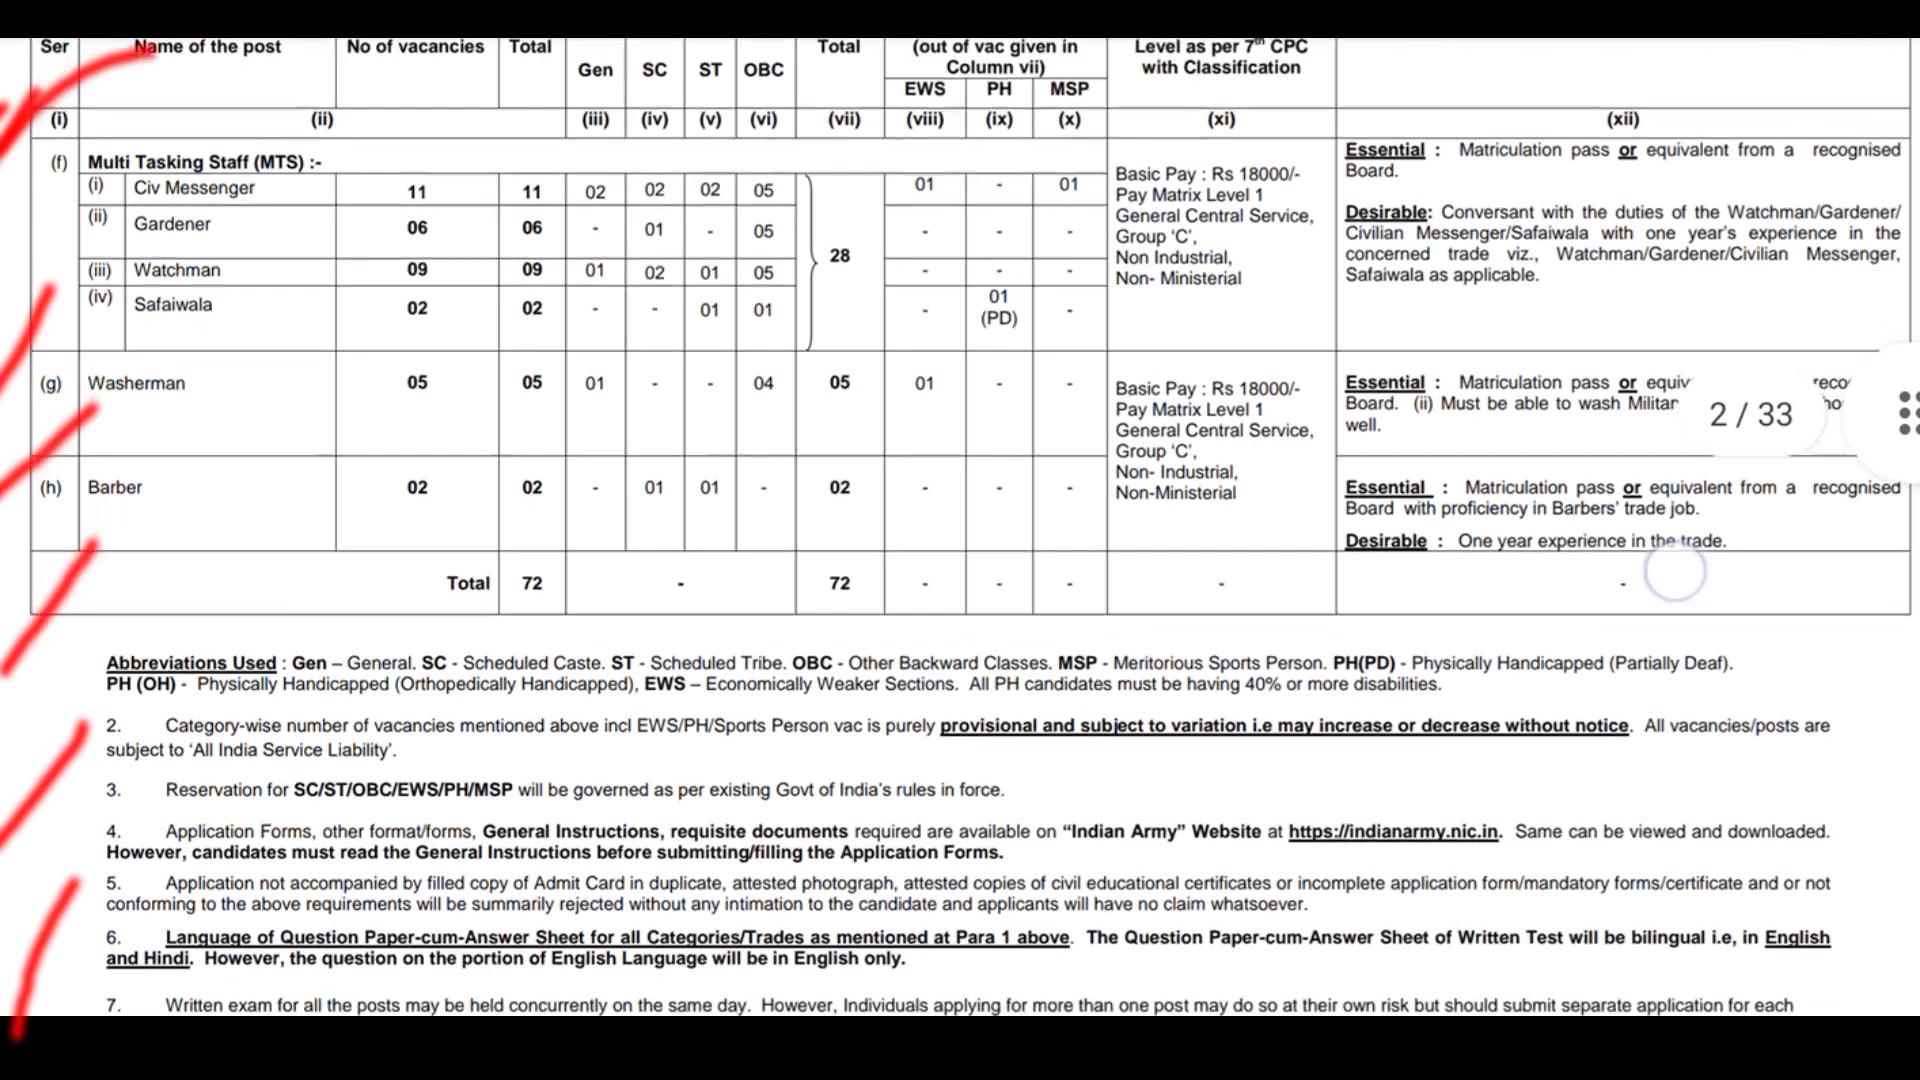 Ser Name of the post No of vacancies Total Gen SC ST OBC Total (out of vac given in Column vii) EWS PH MSP Level as per 7th CPC with Classification
(i) (ii) (iii) (iv) (v) (vi) (vii) (viii) (ix) (x) (xi) (xii)
(f) Multi Tasking Staff (MTS) :-
(i) Civ Messenger 11 11 02 02 02 05 01 - 01
(ii) Gardener 06 06 - 01 - 05 - - -
(iii) Watchman 09 09 01 02 01 05 - - -
(iv) Safaiwala 02 02 - - 01 01 - 01 (PD) -
28
Basic Pay : Rs 18000/-
Pay Matrix Level 1
General Central Service,
Group ‘C’,
Non Industrial,
Non- Ministerial
Essential : Matriculation pass or equivalent from a recognised
Board.
Desirable: Conversant with the duties of the Watchman/Gardener/
Civilian Messenger/Safaiwala with one year’s experience in the
concerned trade viz., Watchman/Gardener/Civilian Messenger,
Safaiwala as applicable.
(g) Washerman 05 05 01 - - 04 05 01 - -
Basic Pay : Rs 18000/-
Pay Matrix Level 1
General Central Service,
Group ‘C’,
Non- Industrial,
Non-Ministerial
Essential : Matriculation pass or
Board. (ii) Must be able to wash
well.
2 / 33
(h) Barber 02 02 - 01 01 - 02 - - -
Essential : Matriculation pass or equivalent from a recognised
Board with proficiency in Barbers’ trade job.
Desirable : One year experience in the trade.
Total 72 - 72 - - - - -
Abbreviations Used : Gen – General. SC - Scheduled Caste. ST - Scheduled Tribe. OBC - Other Backward Classes. MSP - Meritorious Sports Person. PH(PD) - Physically Handicapped (Partially Deaf).
PH (OH) - Physically Handicapped (Orthopedically Handicapped), EWS – Economically Weaker Sections. All PH candidates must be having 40% or more disabilities.
2. Category-wise number of vacancies mentioned above incl EWS/PH/Sports Person vac is purely provisional and subject to variation i.e may increase or decrease without notice. All vacancies/posts are
subject to ‘All India Service Liability’.
3. Reservation for SC/ST/OBC/EWS/PH/MSP will be governed as per existing Govt of India’s rules in force.
4. Application Forms, other format/forms, General Instructions, requisite documents required are available on “Indian Army” Website at https://indianarmy.nic.in. Same can be viewed and downloaded.
However, candidates must read the General Instructions before submitting/filling the Application Forms.
5. Application not accompanied by filled copy of Admit Card in duplicate, attested photograph, attested copies of civil educational certificates or incomplete application form/mandatory forms/certificate and or not
conforming to the above requirements will be summarily rejected without any intimation to the candidate and applicants will have no claim whatsoever.
6. Language of Question Paper-cum-Answer Sheet for all Categories/Trades as mentioned at Para 1 above. The Question Paper-cum-Answer Sheet of Written Test will be bilingual i.e, in English
and Hindi. However, the question on the portion of English Language will be in English only.
7. Written exam for all the posts may be held concurrently on the same day. However, Individuals applying for more than one post may do so at their own risk but should submit separate application for each